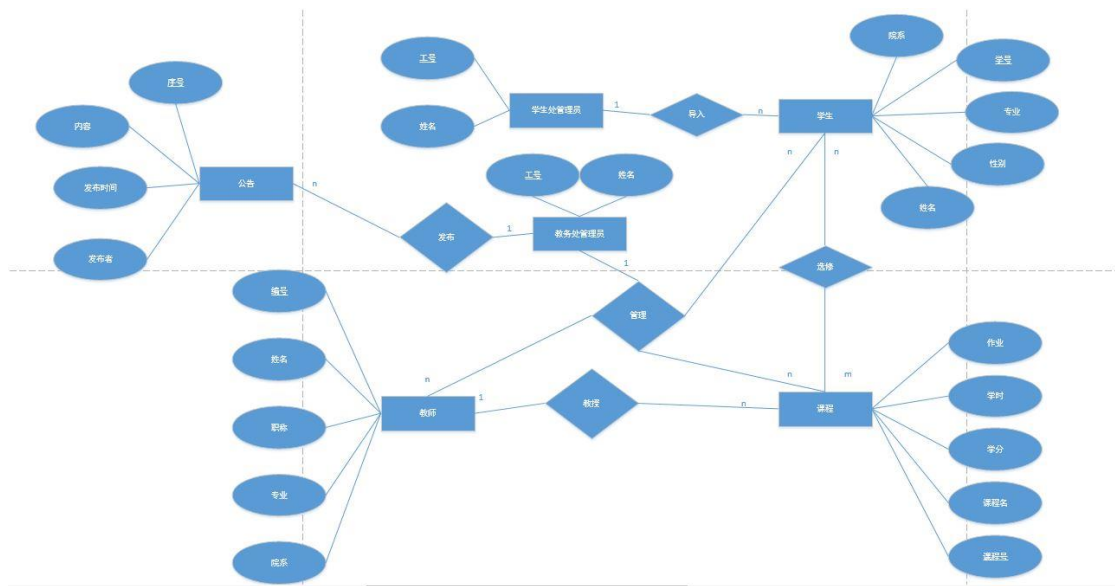 院系
工号
学号
序号
学生处管理员
1
导入
n
学生
专业
内容
姓名
n
n
性别
工号
姓名
发布时间
公告
n
姓名
发布
1
教务处管理员
发布者
1
选修
编号
管理
作业
姓名
n
n
m
学时
教师
1
教授
n
课程
职称
学分
专业
课程名
院系
课程号